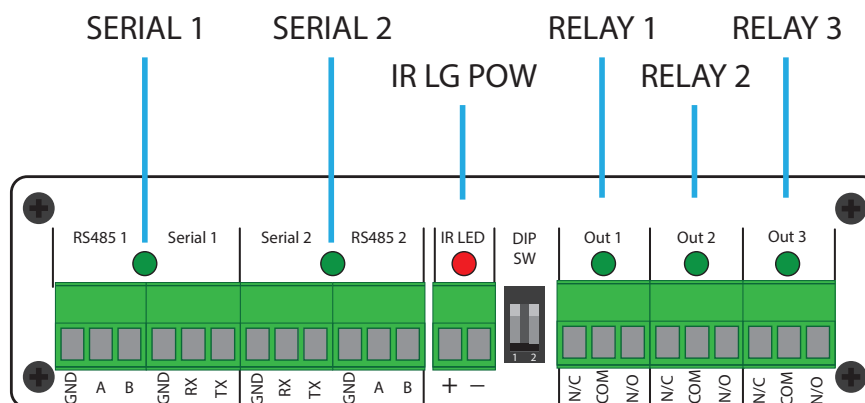 SERIAL 1 SERIAL 2 RELAY 1 RELAY 3
IR LG POW RELAY 2
RS485 1 Serial 1 Serial 2 RS485 2 IR LED DIP SW Out 1 Out 2 Out 3
1 2
GND A B GND RX TX GND RX TX GND A B + − N/C COM N/O N/C COM N/O N/C COM N/O